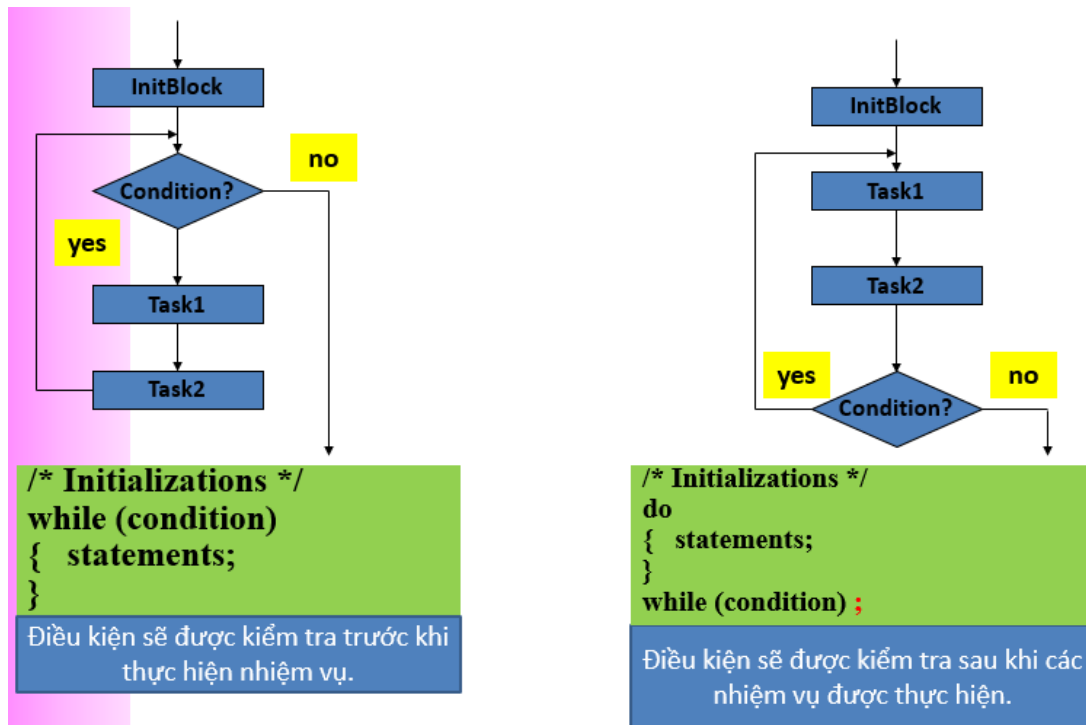 InitBlock
Condition?
no
yes
Task1
Task2
/* Initializations */
while (condition)
{ statements;
}
Điều kiện sẽ được kiểm tra trước khi
thực hiện nhiệm vụ.
InitBlock
Task1
Task2
yes
no
Condition?
/* Initializations */
do
{ statements;
}
while (condition) ;
Điều kiện sẽ được kiểm tra sau khi các
nhiệm vụ được thực hiện.